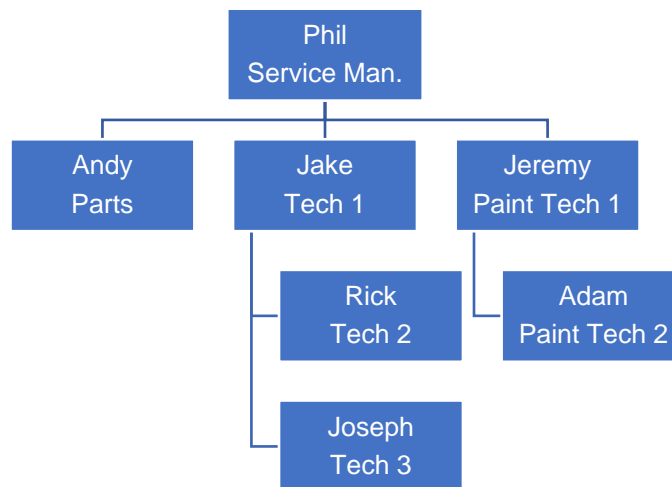 Phil
Service Man.
Andy
Parts
Jake
Tech 1
Jeremy
Paint Tech 1
Rick
Tech 2
Adam
Paint Tech 2
Joseph
Tech 3